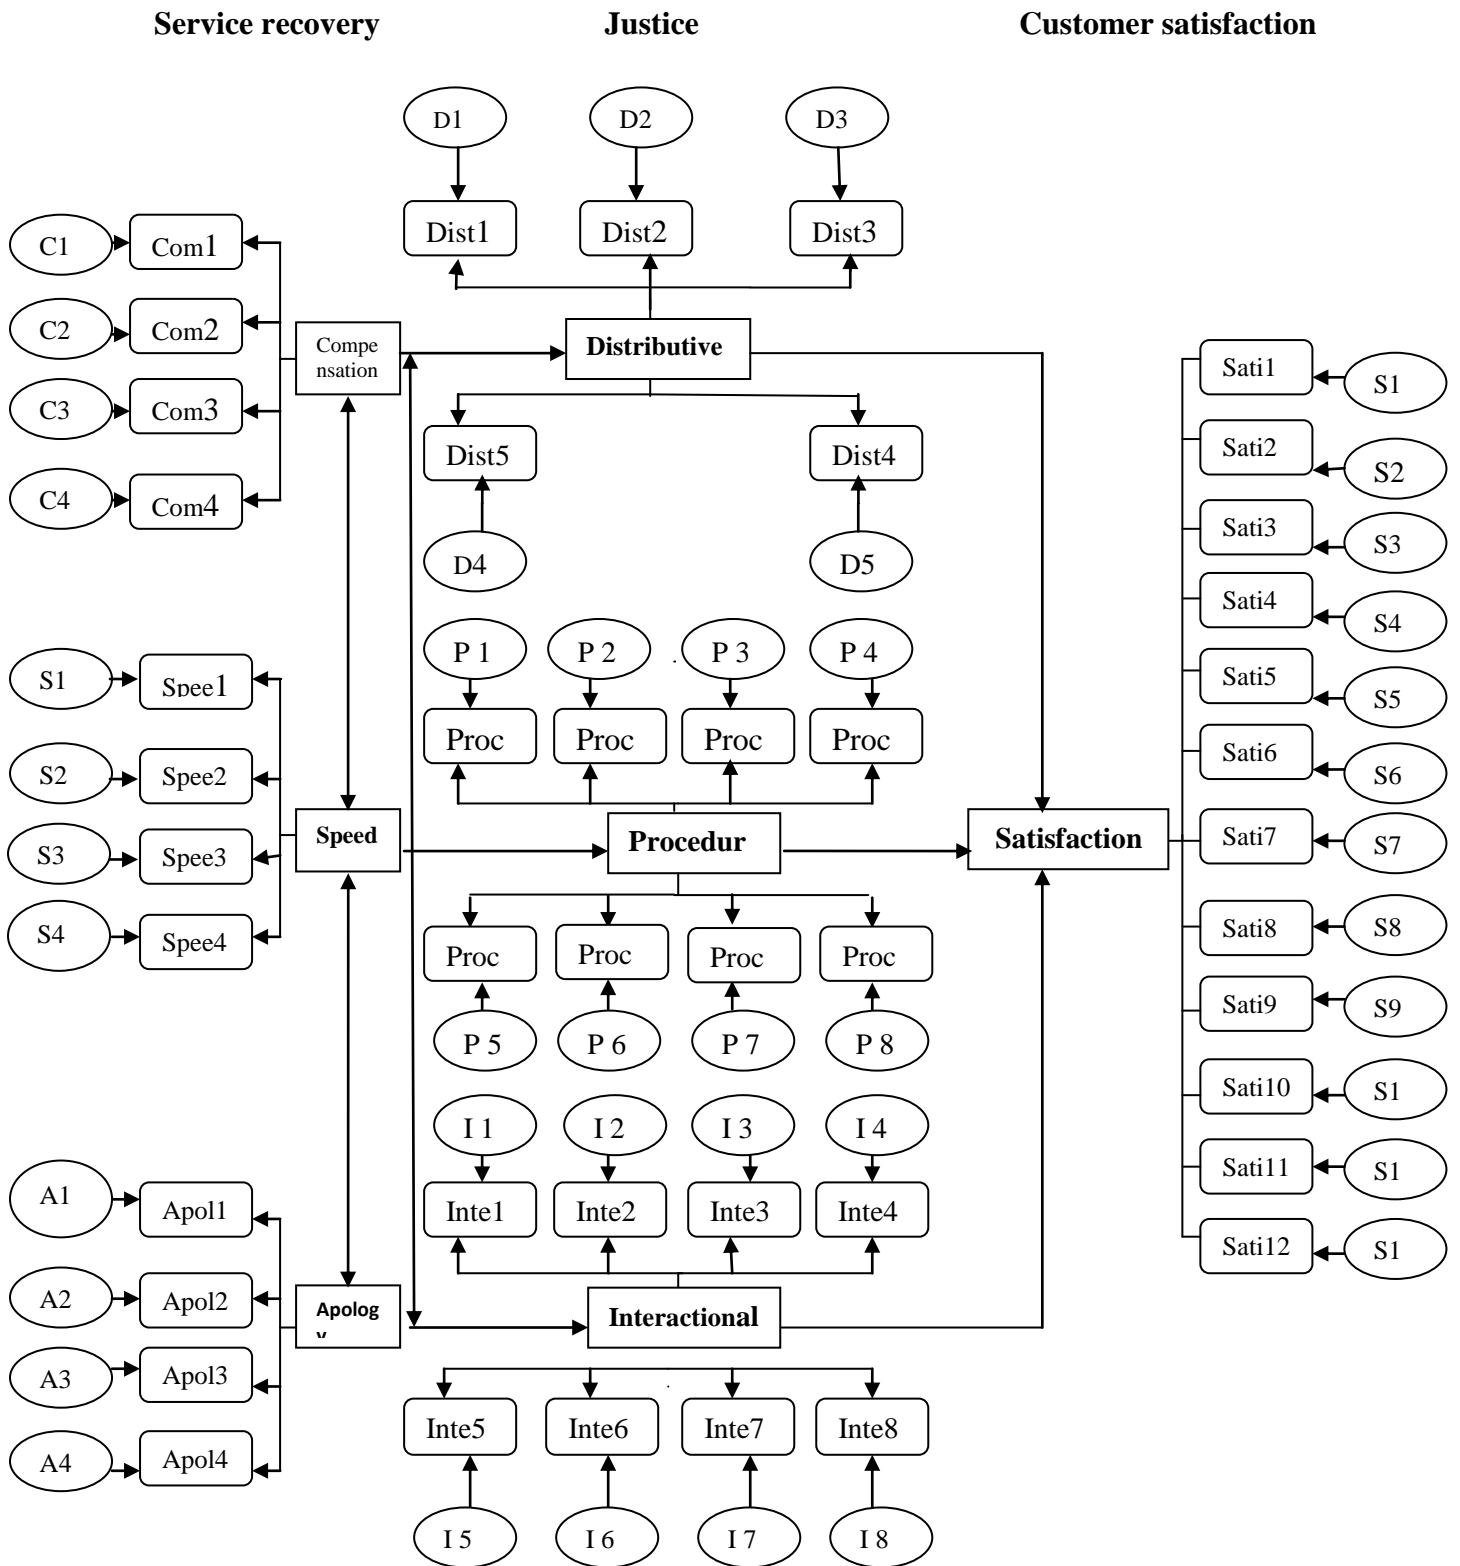 Service recovery Justice Customer satisfaction
D1 D2 D3
Dist1 Dist2 Dist3
C1 Com1
C2 Com2
C3 Com3
C4 Com4
Compe
nsation
Distributive
Dist5 Dist4
D4 D5
P 1 P 2 P 3 P 4
Proc Proc Proc Proc
S1 Spee1
S2 Spee2
S3 Spee3
S4 Spee4
Speed
Procedur
Satisfaction
Proc Proc Proc Proc
P 5 P 6 P 7 P 8
I 1 I 2 I 3 I 4
Inte1 Inte2 Inte3 Inte4
A1 Apol1
A2 Apol2
A3 Apol3
A4 Apol4
Apolog
y
Interactional
Inte5 Inte6 Inte7 Inte8
I 5 I 6 I 7 I 8
Sati1 S1
Sati2 S2
Sati3 S3
Sati4 S4
Sati5 S5
Sati6 S6
Sati7 S7
Sati8 S8
Sati9 S9
Sati10 S1
Sati11 S1
Sati12 S1